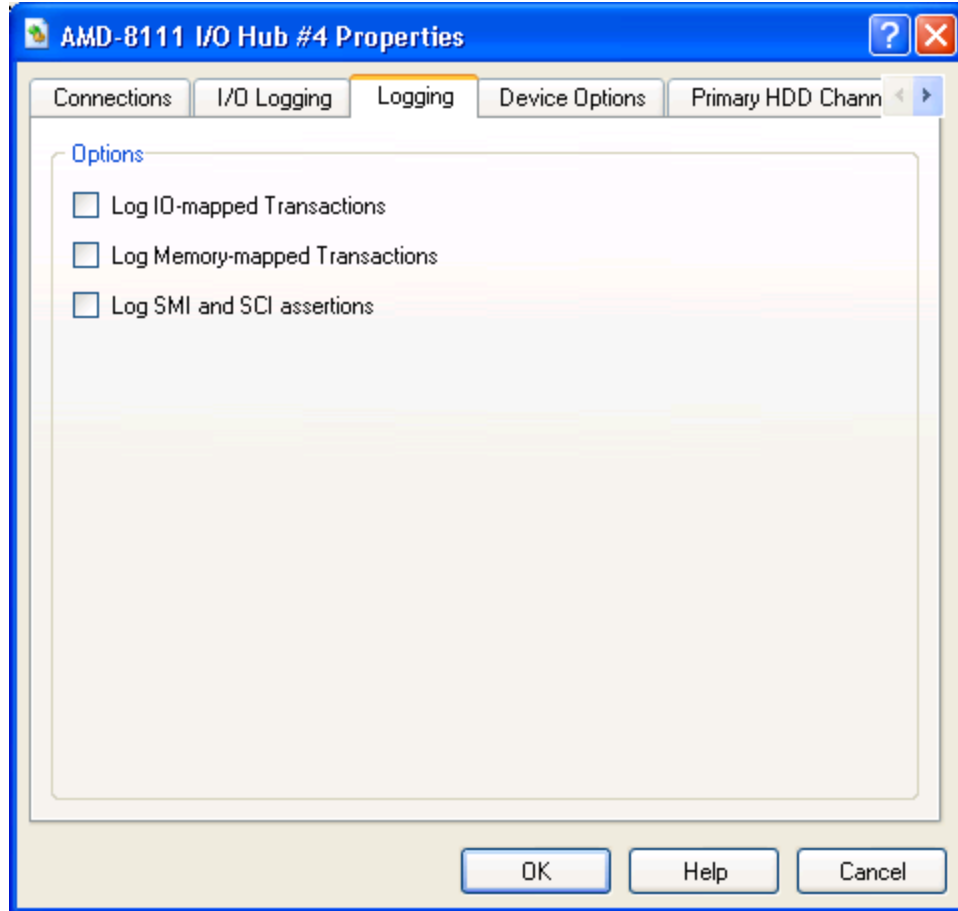 AMD-8111 I/O Hub #4 Properties
Connections I/O Logging Logging Device Options Primary HDD Chann
Options
Log IO-mapped Transactions
Log Memory-mapped Transactions
Log SMI and SCI assertions
OK Help Cancel